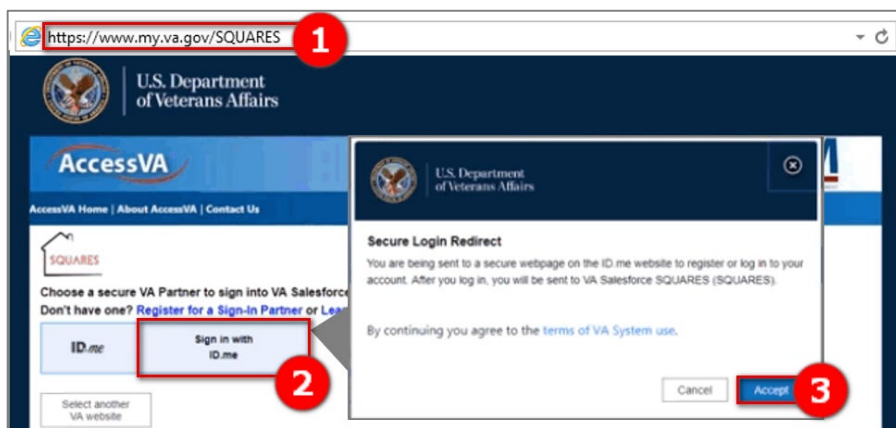 https://www.my.va.gov/SQUARES
1
U.S. Department
of Veterans Affairs
AccessVA
AccessVA Home | About AccessVA | Contact Us
SQUARES
Choose a secure VA Partner to sign into VA Salesforce
Don't have one? Register for a Sign-In Partner or
ID.me
Sign in with
ID.me
2
Select another
VA website
U.S. Department
of Veterans Affairs
Secure Login Redirect
You are being sent to a secure webpage on the ID.me website to register or log in to your
account. After you log in, you will be sent to VA Salesforce SQUARES (SQUARES).
By continuing you agree to the terms of VA System use.
Cancel
Accept
3